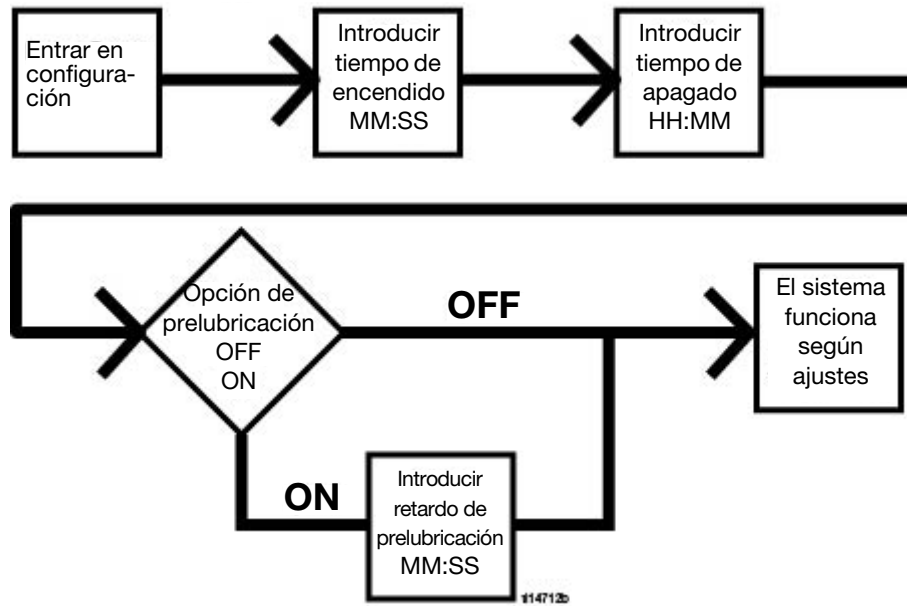 Entrar en
configura-
ción
Introducir
tiempo de
encendido
MM:SS
Introducir
tiempo de
apagado
HH:MM
Opción de
prelubricación
OFF
ON
OFF
El sistema
funciona
según
ajustes
ON
Introducir
retardo de
prelubricación
MM:SS
ti14712b